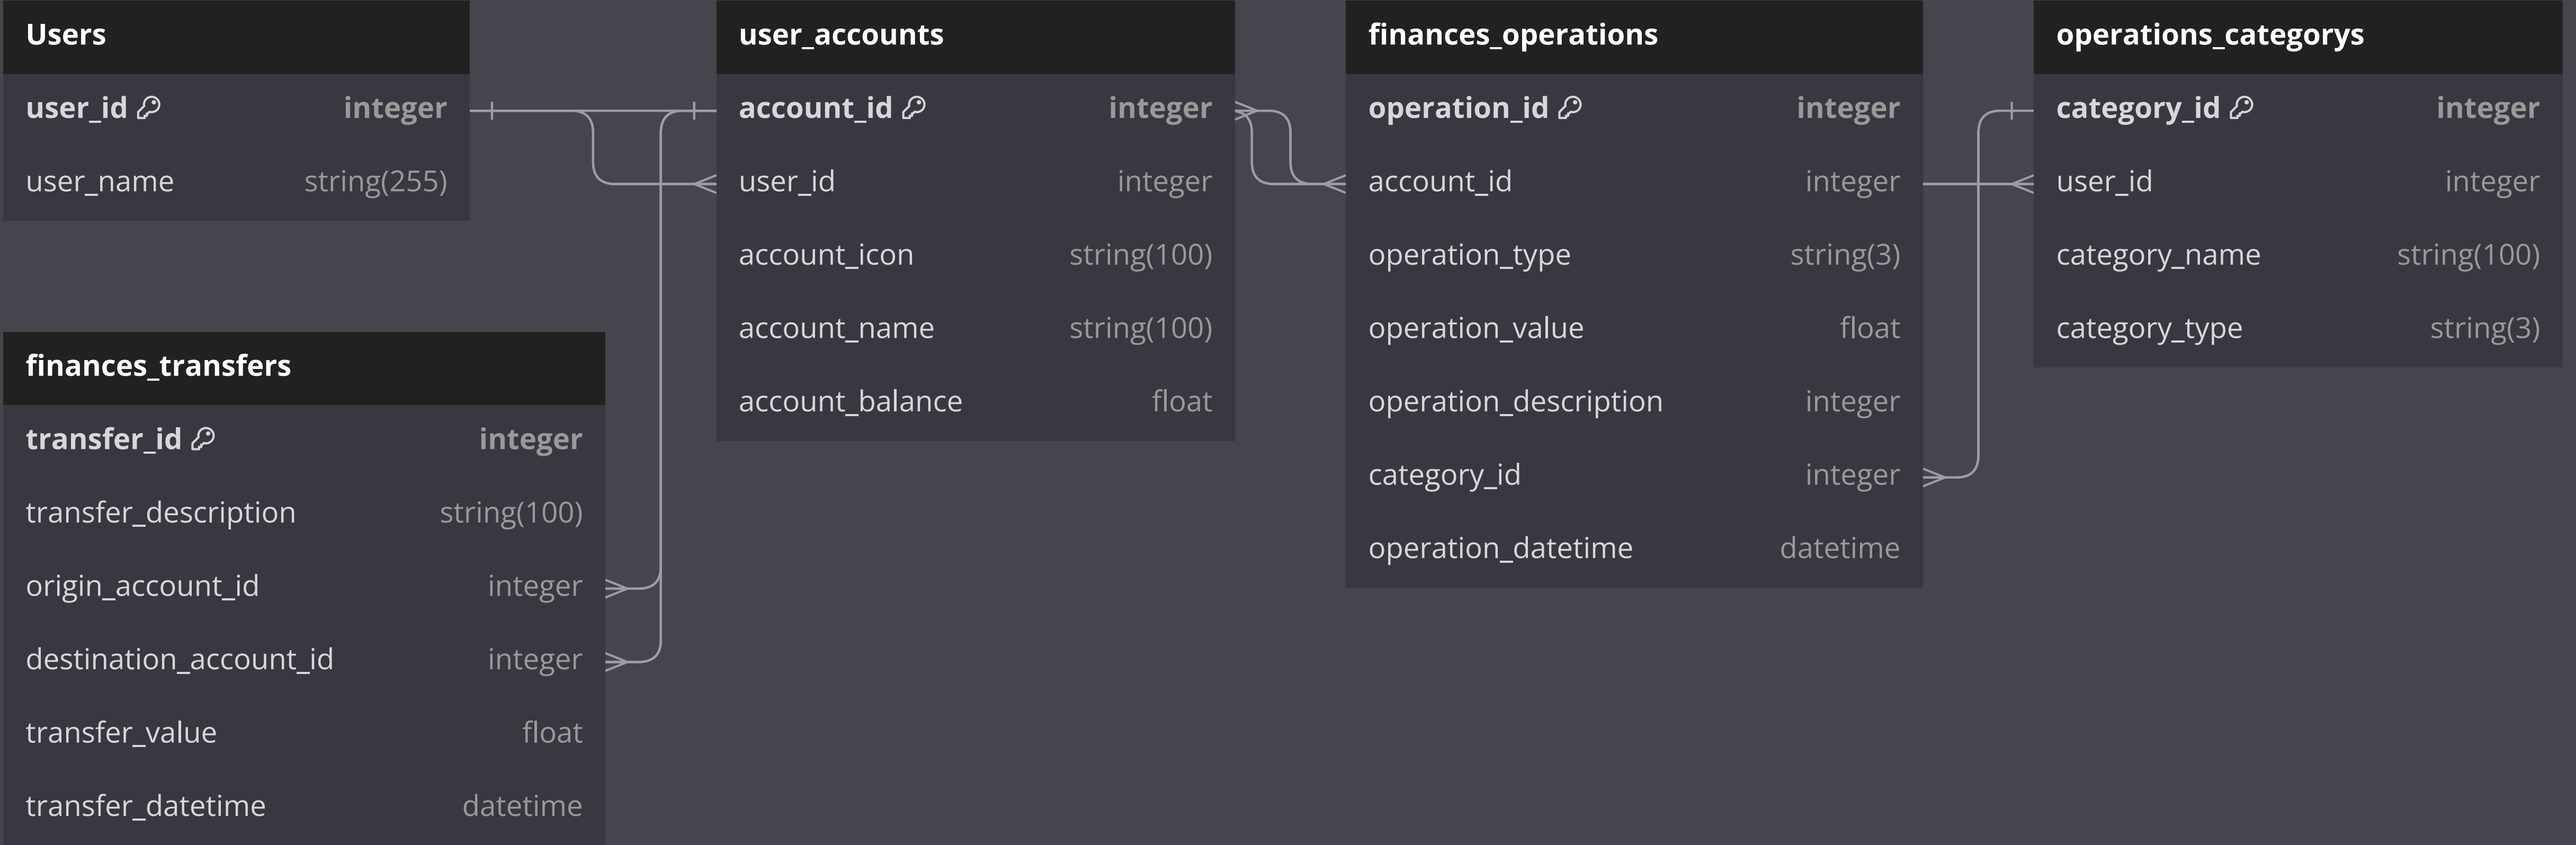 Users
user_id integer
user_name string(255)
finances_transfers
transfer_id integer
transfer_description string(100)
origin_account_id integer
destination_account_id integer
transfer_value float
transfer_datetime datetime
user_accounts
account_id integer
user_id integer
account_icon string(100)
account_name string(100)
account_balance float
finances_operations
operation_id integer
account_id integer
operation_type string(3)
operation_value float
operation_description integer
category_id integer
operation_datetime datetime
operations_categorys
category_id integer
user_id integer
category_name string(100)
category_type string(3)